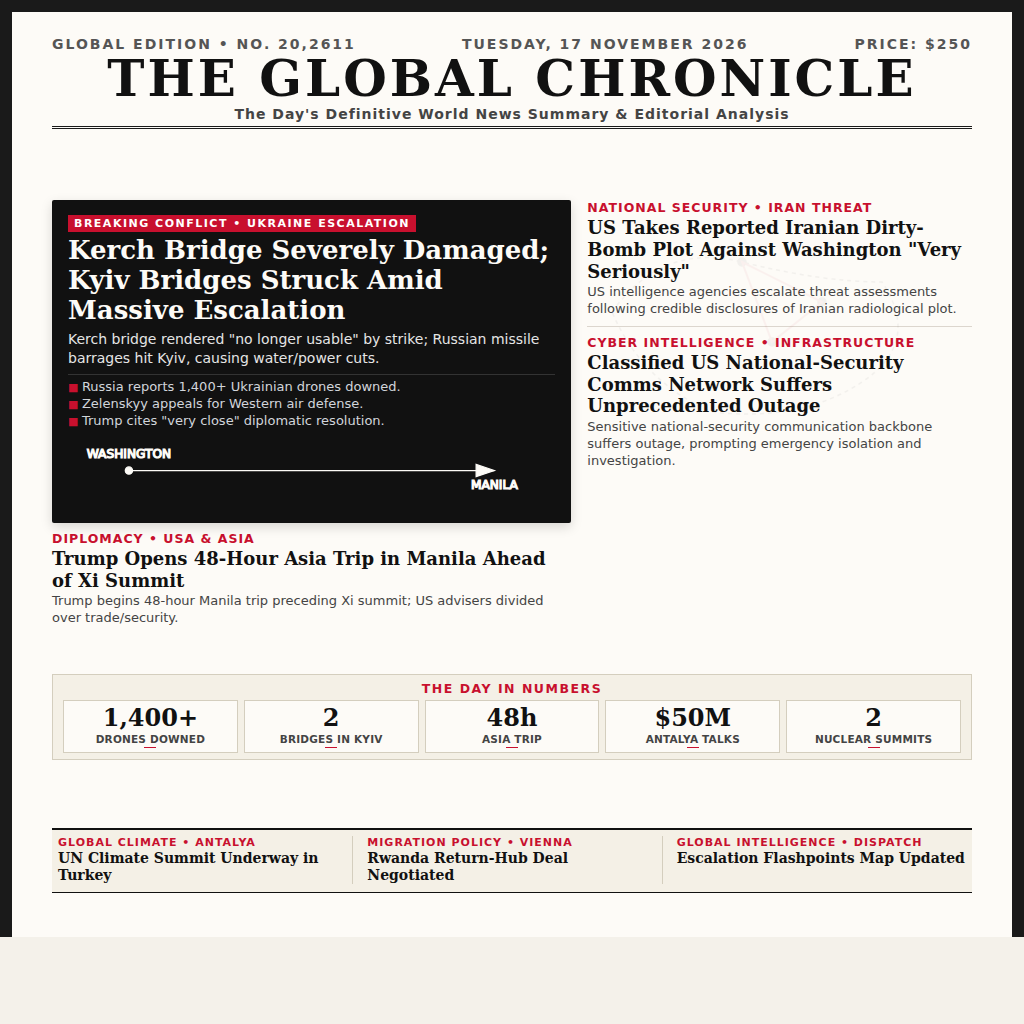 GLOBAL EDITION • NO. 20,2611
TUESDAY, 17 NOVEMBER 2026
PRICE: $250
THE GLOBAL CHRONICLE
The Day's Definitive World News Summary & Editorial Analysis
BREAKING CONFLICT • UKRAINE ESCALATION
Kerch Bridge Severely Damaged;
Kyiv Bridges Struck Amid
Massive Escalation
Kerch bridge rendered "no longer usable" by strike; Russian missile
barrages hit Kyiv, causing water/power cuts.
Russia reports 1,400+ Ukrainian drones downed.
Zelenskyy appeals for Western air defense.
Trump cites "very close" diplomatic resolution.
WASHINGTON
MANILA
DIPLOMACY • USA & ASIA
Trump Opens 48-Hour Asia Trip in Manila Ahead
of Xi Summit
Trump begins 48-hour Manila trip preceding Xi summit; US advisers divided
over trade/security.
NATIONAL SECURITY • IRAN THREAT
US Takes Reported Iranian Dirty-
Bomb Plot Against Washington "Very
Seriously"
US intelligence agencies escalate threat assessments
following credible disclosures of Iranian radiological plot.
CYBER INTELLIGENCE • INFRASTRUCTURE
Classified US National-Security
Comms Network Suffers
Unprecedented Outage
Sensitive national-security communication backbone
suffers outage, prompting emergency isolation and
investigation.
THE DAY IN NUMBERS
1,400+
DRONES DOWNED
2
BRIDGES IN KYIV
48h
ASIA TRIP
$50M
ANTALYA TALKS
2
NUCLEAR SUMMITS
GLOBAL CLIMATE • ANTALYA
UN Climate Summit Underway in
Turkey
MIGRATION POLICY • VIENNA
Rwanda Return-Hub Deal
Negotiated
GLOBAL INTELLIGENCE • DISPATCH
Escalation Flashpoints Map Updated